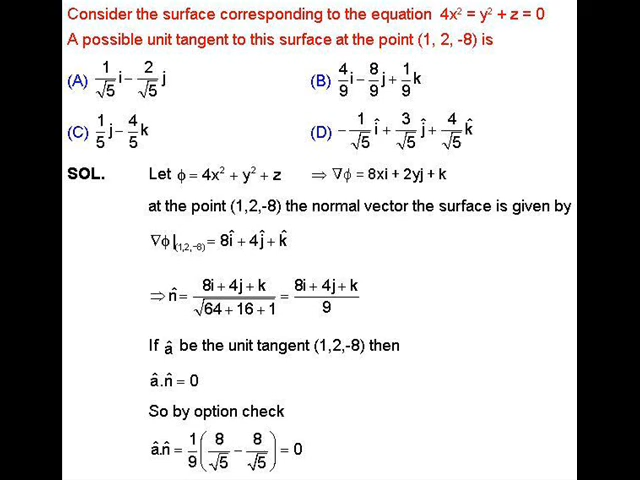 Consider the surface corresponding to the equation 4x² = y² + z = 0
A possible unit tangent to this surface at the point (1, 2, -8) is
(A) 1/√5 i − 2/√5 j (B) 4/9 i − 8/9 j + 1/9 k
(C) 1/5 j − 4/5 k (D) − 1/√5 î + 3/√5 ĵ + 4/√5 k̂
SOL. Let ϕ = 4x² + y² + z ⇒ ∇ϕ = 8xi + 2yj + k
at the point (1,2,-8) the normal vector the surface is given by
∇ϕ|(1,2,−8) = 8î + 4ĵ + k̂
⇒ n̂ = 8i + 4j + k / √64 + 16 + 1 = 8i + 4j + k / 9
If â be the unit tangent (1,2,-8) then
â.n̂ = 0
So by option check
â.n̂ = 1/9 (8/√5 − 8/√5) = 0